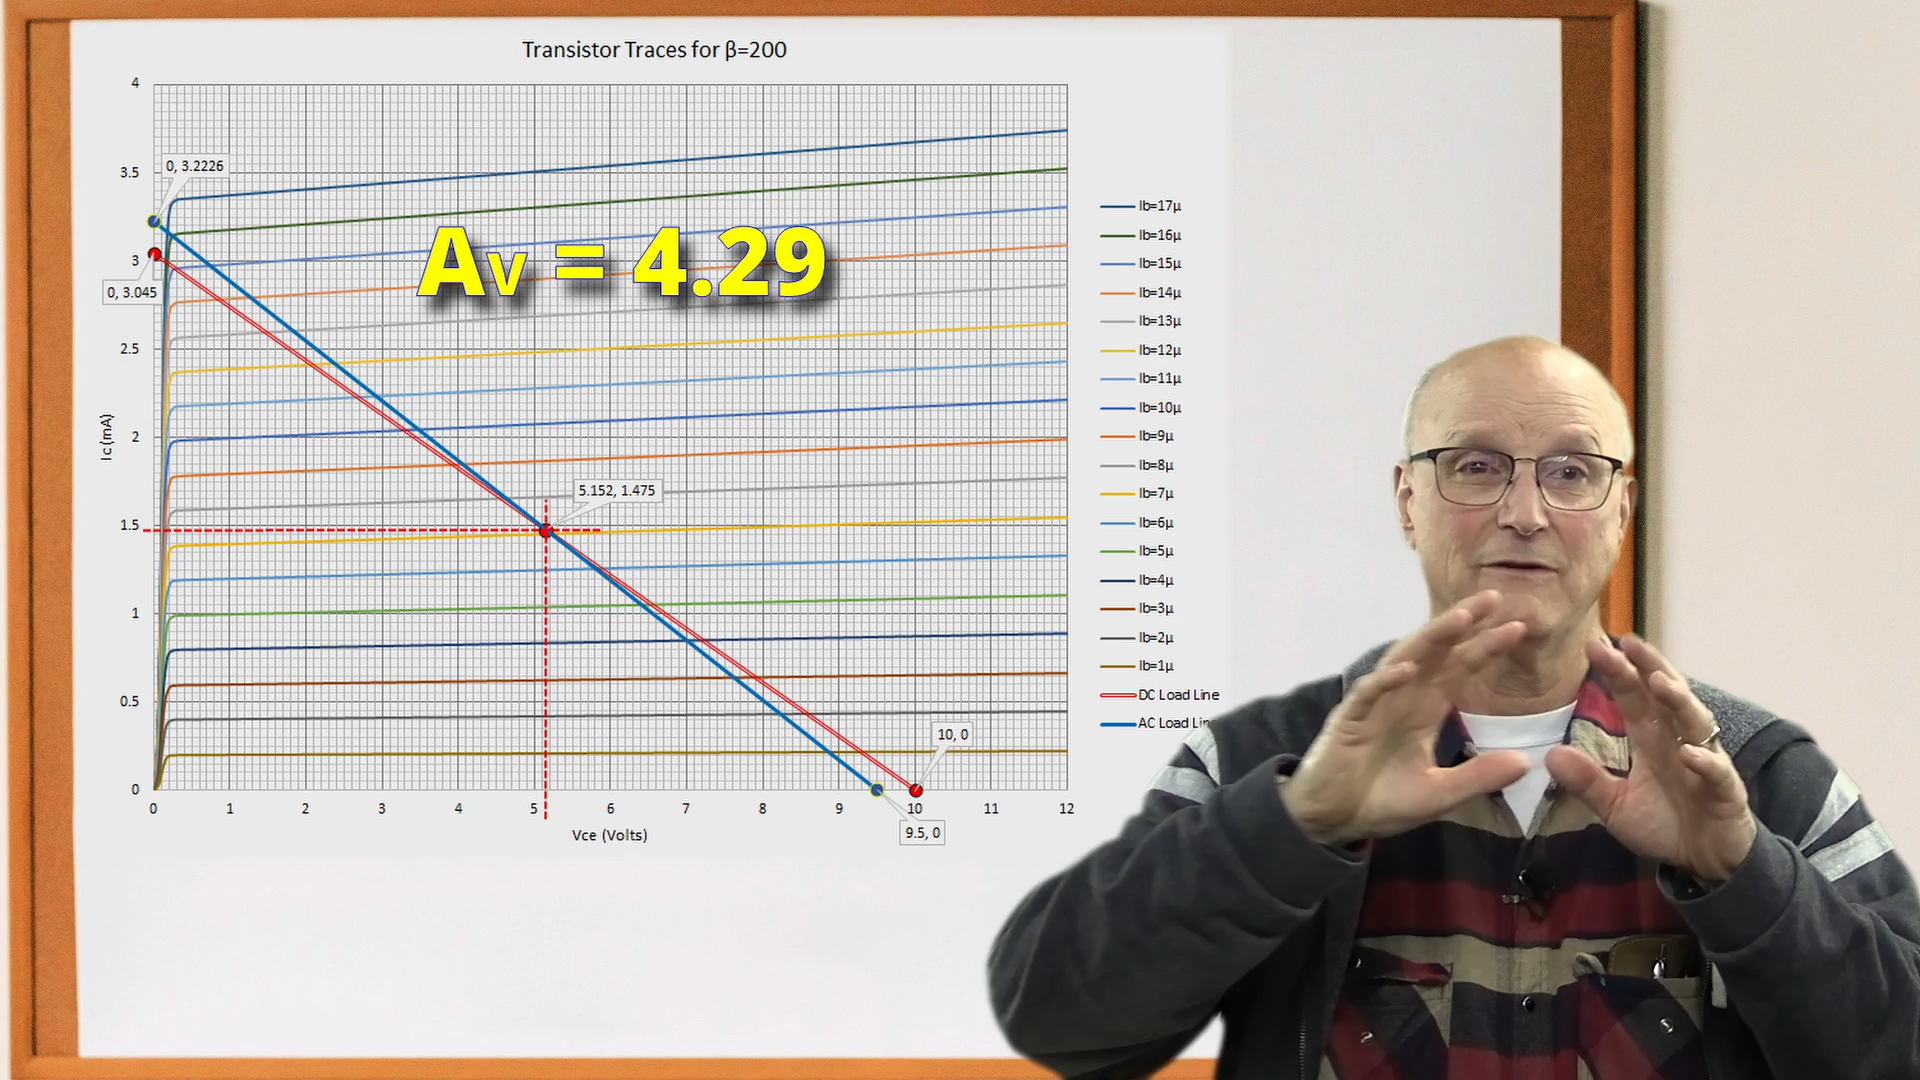 Transistor Traces for β=200
4
3.5
3
2.5
2
1.5
1
0.5
0
Ic(mA)
0, 3.2226
0, 3.045
Av = 4.29
5.152, 1.475
10, 0
9.5, 0
0 1 2 3 4 5 6 7 8 9 10 11 12
Vce (Volts)
Ib=17μ
Ib=16μ
Ib=15μ
Ib=14μ
Ib=13μ
Ib=12μ
Ib=11μ
Ib=10μ
Ib=9μ
Ib=8μ
Ib=7μ
Ib=6μ
Ib=5μ
Ib=4μ
Ib=3μ
Ib=2μ
Ib=1μ
DC Load Line
AC Load Lin